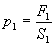 p₁ = F₁ / S₁